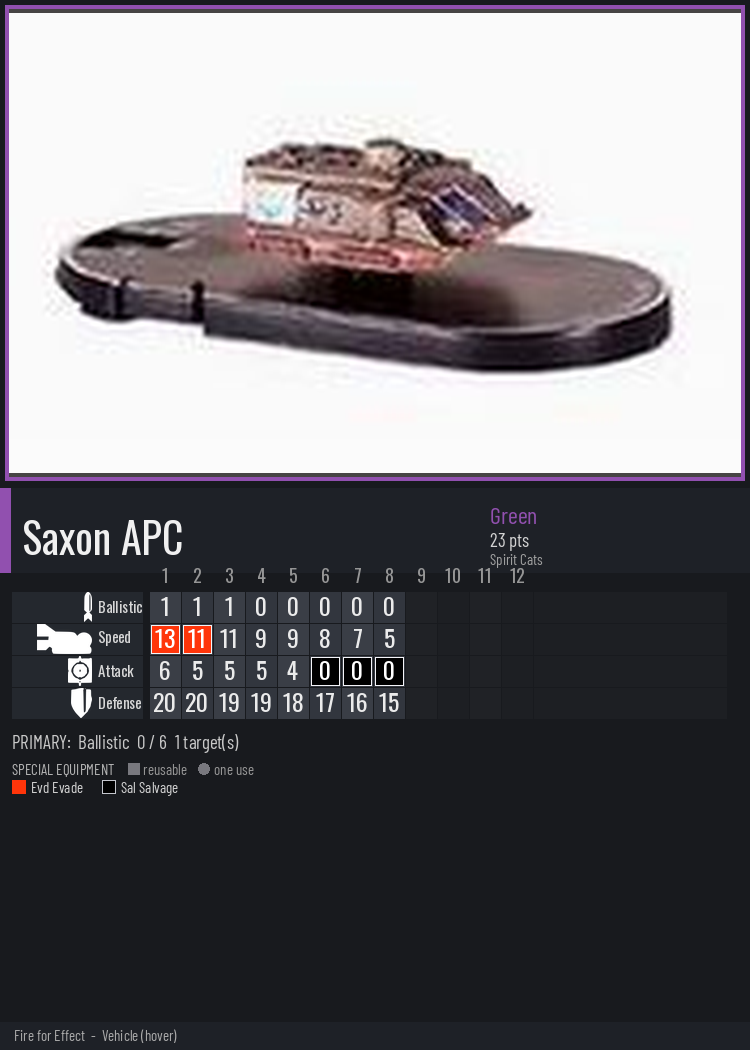 Saxon APC
Green
23 pts
Spirit Cats
1 2 3 4 5 6 7 8 9 10 11 12
Ballistic 1 1 1 0 0 0 0 0
Speed 13 11 11 9 9 8 7 5
Attack 6 5 5 5 4 0 0 0
Defense 20 20 19 19 18 17 16 15
PRIMARY: Ballistic 0 / 6 1 target(s)
SPECIAL EQUIPMENT reusable one use
Evd Evade Sal Salvage
Fire for Effect - Vehicle (hover)